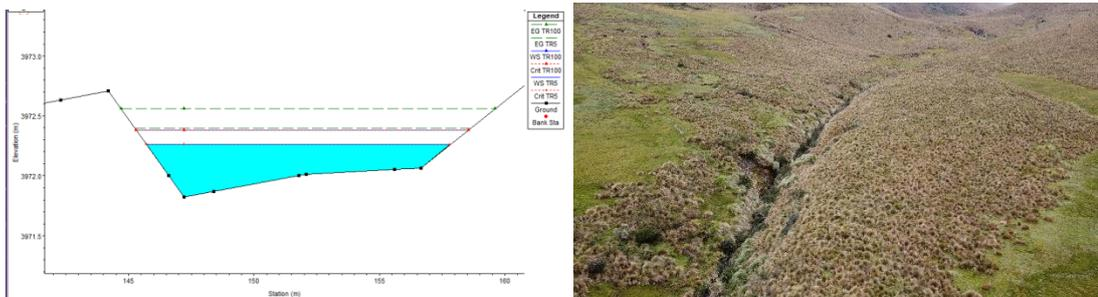 Legend
EG TR100
EG TR5
WS TR100
Crit TR100
WS TR5
Crit TR5
Ground
Bank Sta
3973.0
3972.5
3972.0
3971.5
Elevation (m)
145
150
155
160
Station (m)